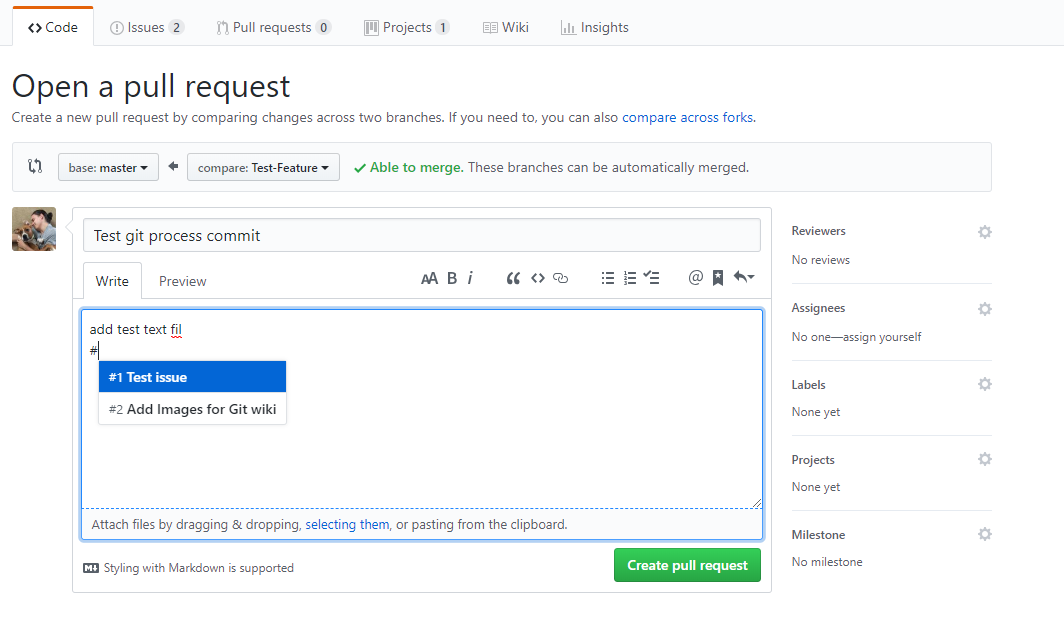 Code Issues 2 Pull requests 0 Projects 1 Wiki Insights
Open a pull request
Create a new pull request by comparing changes across two branches. If you need to, you can also compare across forks.
base: master compare: Test-Feature Able to merge. These branches can be automatically merged.
Test git process commit
Write Preview AA B i @
add test text fil
#
#1 Test issue
#2 Add Images for Git wiki
Attach files by dragging & dropping, selecting them, or pasting from the clipboard.
Styling with Markdown is supported
Create pull request
Reviewers
No reviews
Assignees
No one—assign yourself
Labels
None yet
Projects
None yet
Milestone
No milestone